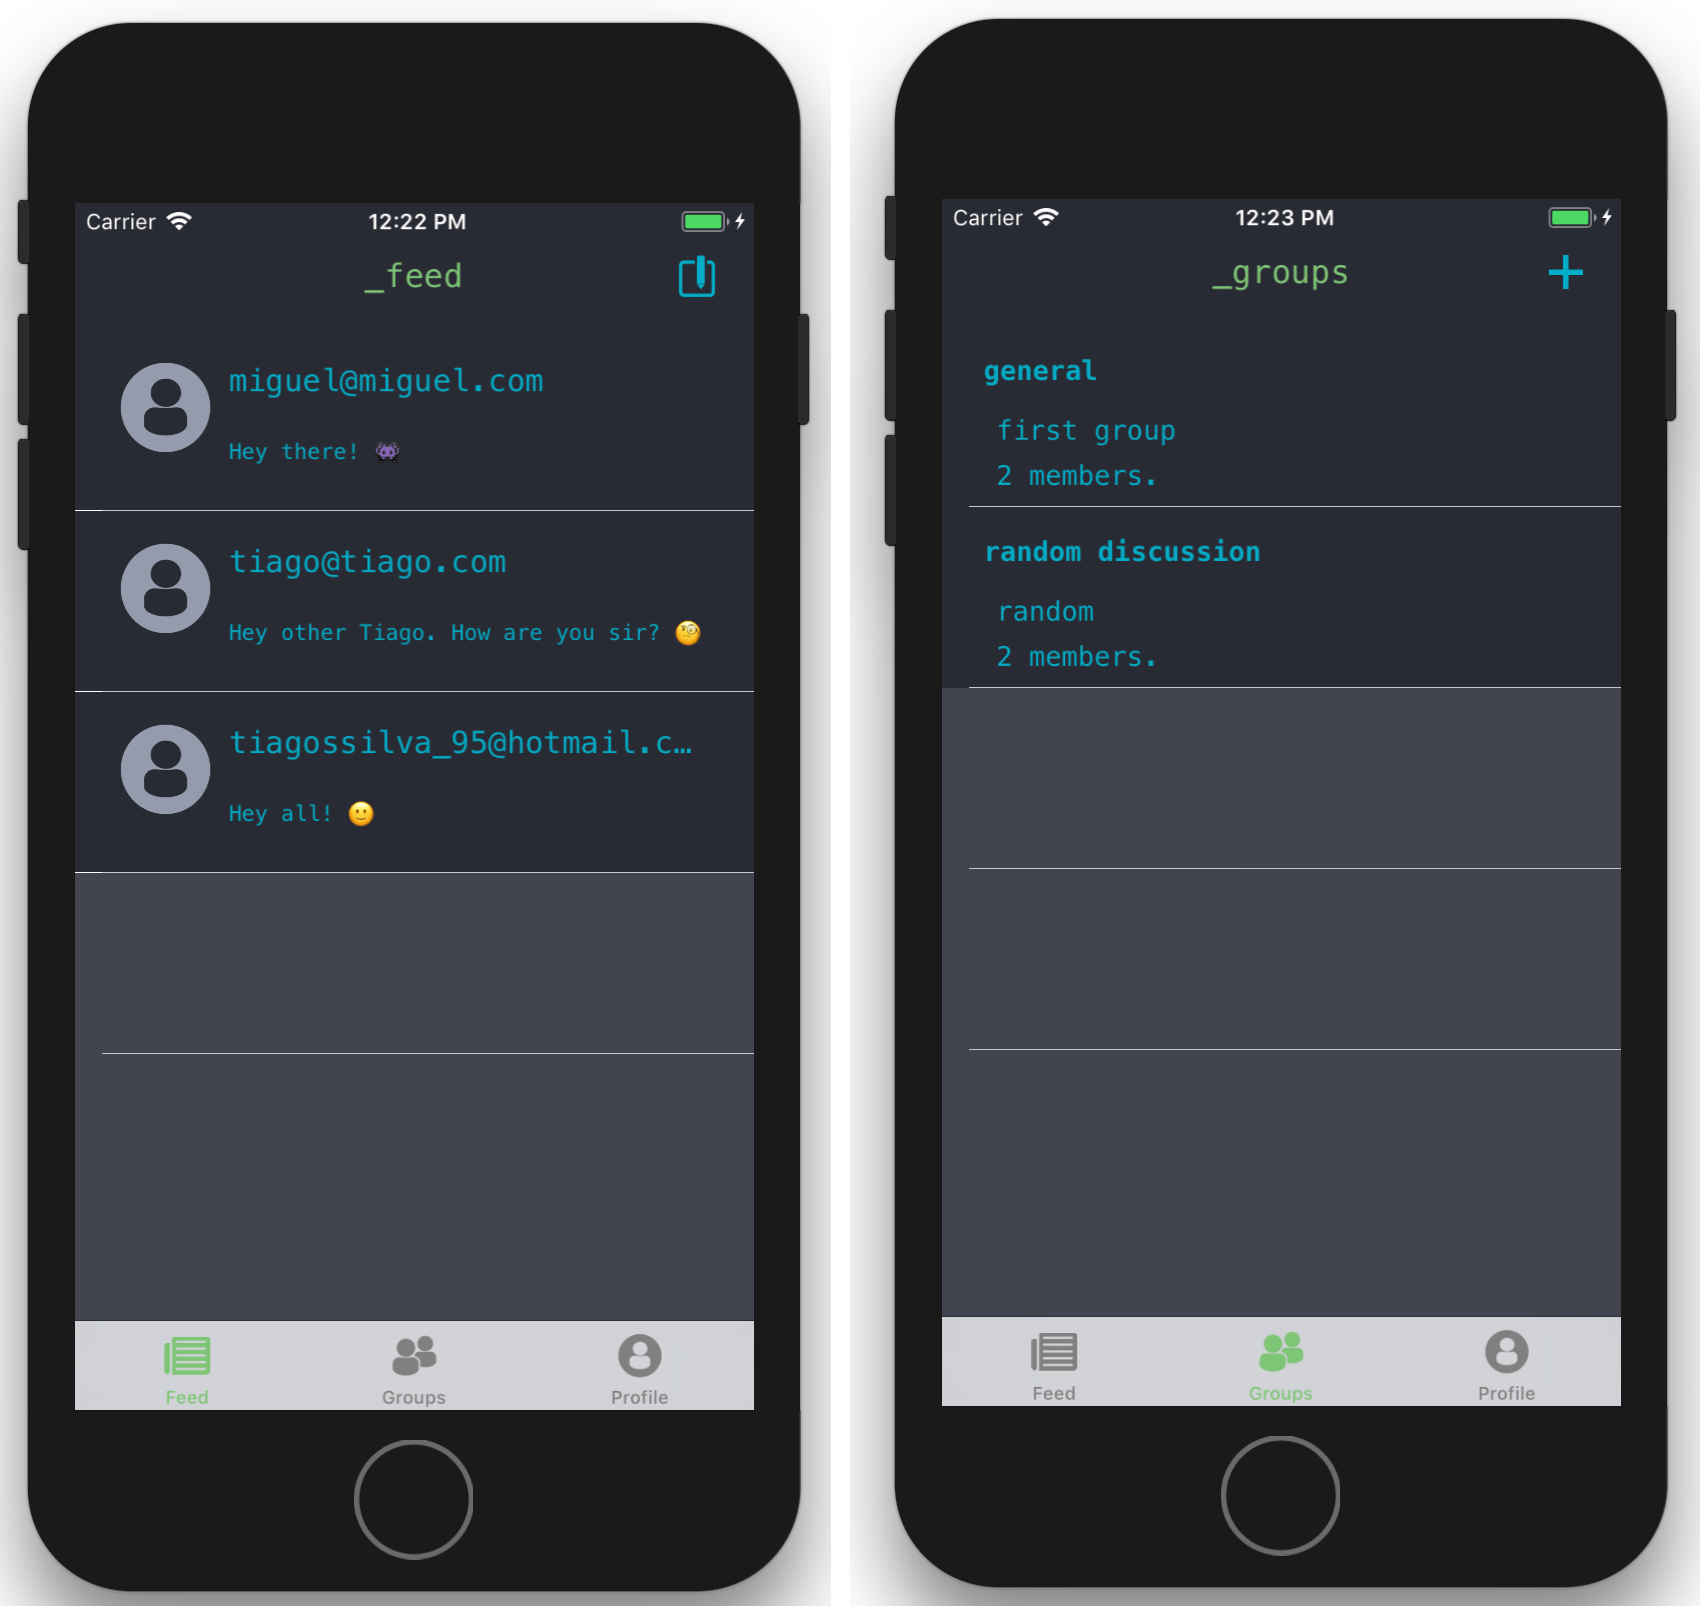 Carrier 12:22 PM
_feed
miguel@miguel.com
Hey there! 👾
tiago@tiago.com
Hey other Tiago. How are you sir? 🧐
tiagossilva_95@hotmail.c…
Hey all! 🙂
Feed Groups Profile
Carrier 12:23 PM
_groups
general
first group
2 members.
random discussion
random
2 members.
Feed Groups Profile